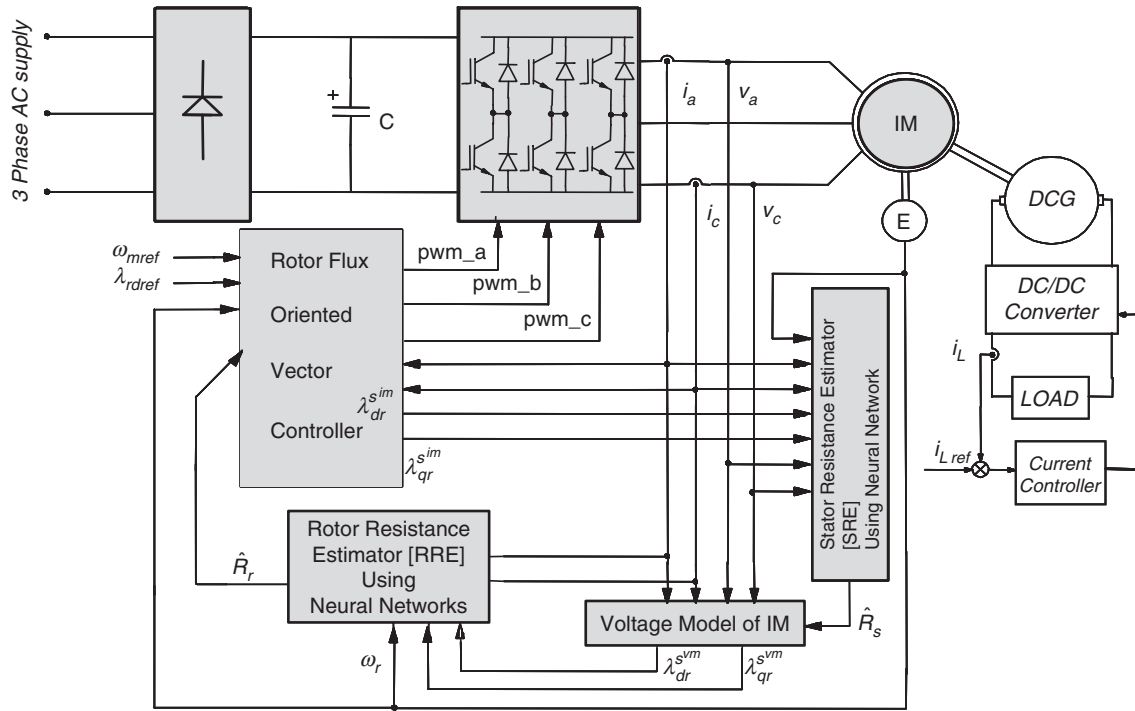 3 Phase AC supply
+
C
i_a
v_a
IM
i_c
v_c
E
DCG
ω_mref
λ_rdref
Rotor Flux
Oriented
Vector
Controller
pwm_a
pwm_b
pwm_c
λ_dr^{s^{im}}
λ_qr^{s^{im}}
Stator Resistance Estimator
[SRE]
Using Neural Network
DC/DC
Converter
i_L
LOAD
i_{L ref}
Current
Controller
Rotor Resistance
Estimator [RRE]
Using
Neural Networks
R̂_r
ω_r
Voltage Model of IM
R̂_s
λ_dr^{s^{vm}}
λ_qr^{s^{vm}}